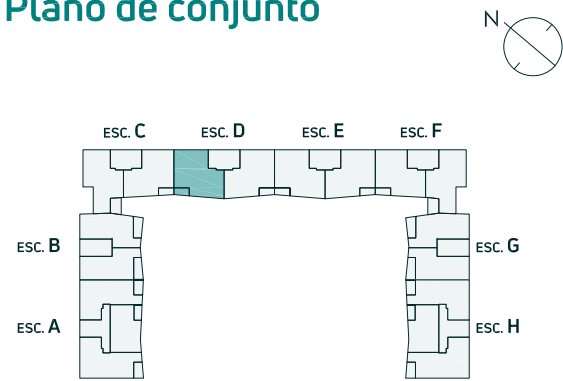 Plano de conjunto
N
ESC. C
ESC. D
ESC. E
ESC. F
ESC. B
ESC. G
ESC. A
ESC. H